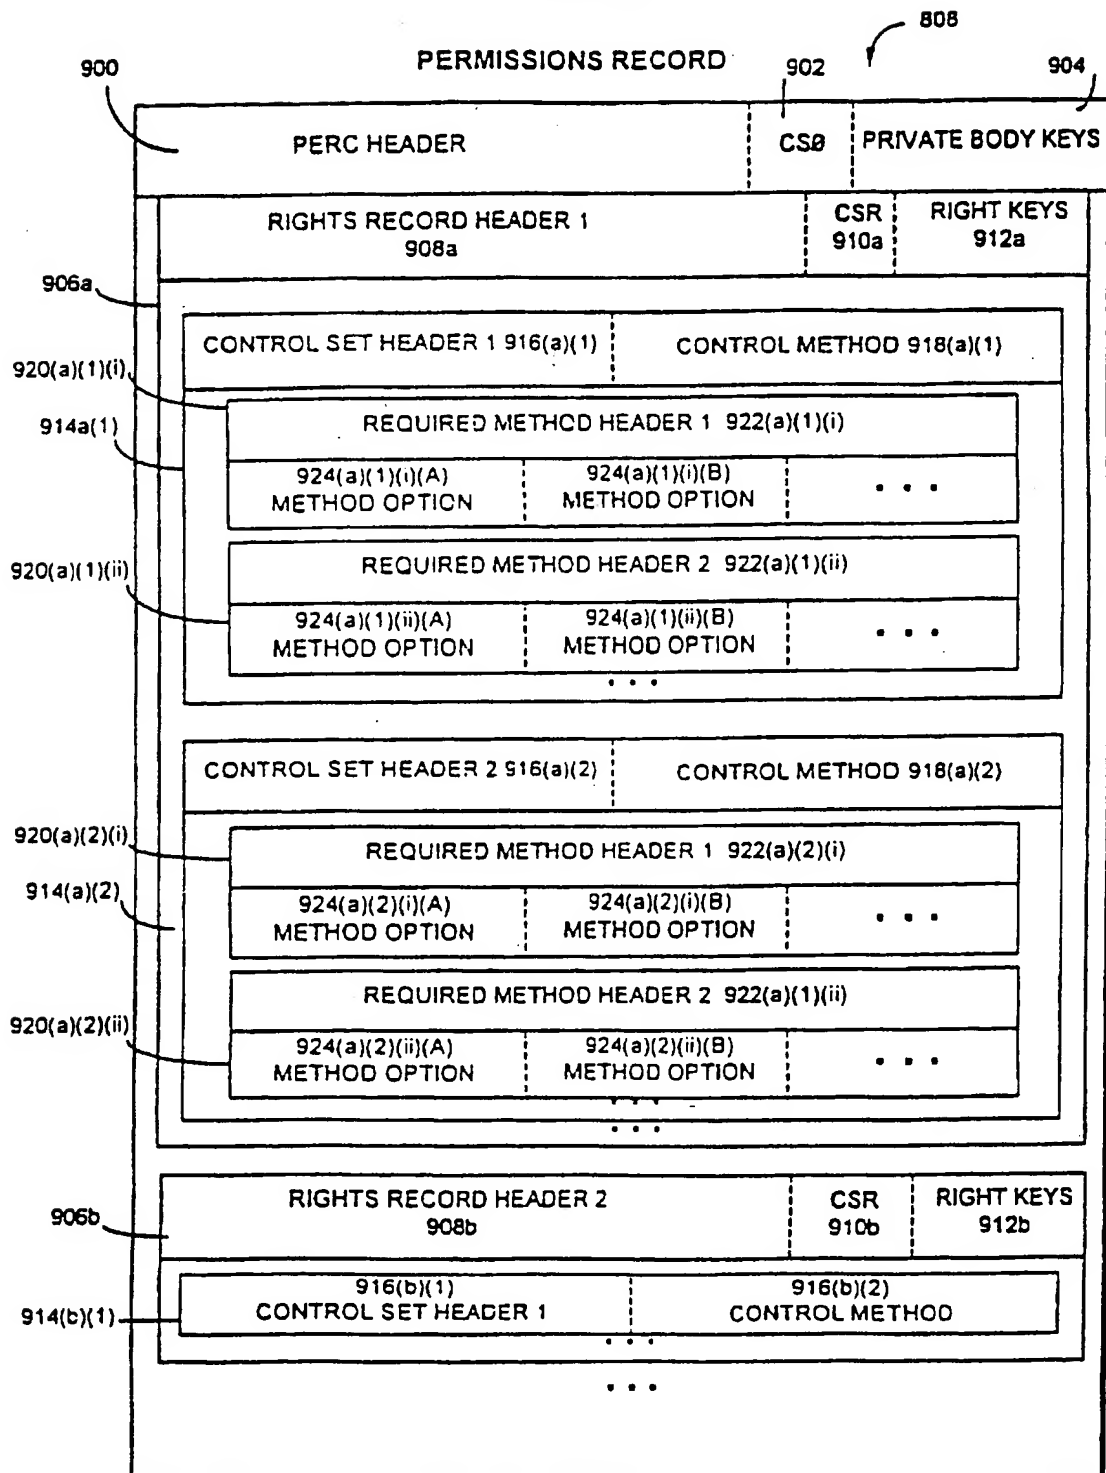 808
PERMISSIONS RECORD
900
902
904
PERC HEADER
CS0
PRIVATE BODY KEYS
RIGHTS RECORD HEADER 1
908a
CSR
910a
RIGHT KEYS
912a
906a
CONTROL SET HEADER 1 916(a)(1)
CONTROL METHOD 918(a)(1)
920(a)(1)(i)
914a(1)
REQUIRED METHOD HEADER 1 922(a)(1)(i)
924(a)(1)(i)(A)
METHOD OPTION
924(a)(1)(i)(B)
METHOD OPTION
• • •
920(a)(1)(ii)
REQUIRED METHOD HEADER 2 922(a)(1)(ii)
924(a)(1)(ii)(A)
METHOD OPTION
924(a)(1)(ii)(B)
METHOD OPTION
• • •
• • •
CONTROL SET HEADER 2 916(a)(2)
CONTROL METHOD 918(a)(2)
920(a)(2)(i)
914(a)(2)
REQUIRED METHOD HEADER 1 922(a)(2)(i)
924(a)(2)(i)(A)
METHOD OPTION
924(a)(2)(i)(B)
METHOD OPTION
• • •
920(a)(2)(ii)
REQUIRED METHOD HEADER 2 922(a)(1)(ii)
924(a)(2)(ii)(A)
METHOD OPTION
924(a)(2)(ii)(B)
METHOD OPTION
• • •
• • •
• • •
906b
RIGHTS RECORD HEADER 2
908b
CSR
910b
RIGHT KEYS
912b
914(b)(1)
916(b)(1)
CONTROL SET HEADER 1
916(b)(2)
CONTROL METHOD
• • •
• • •